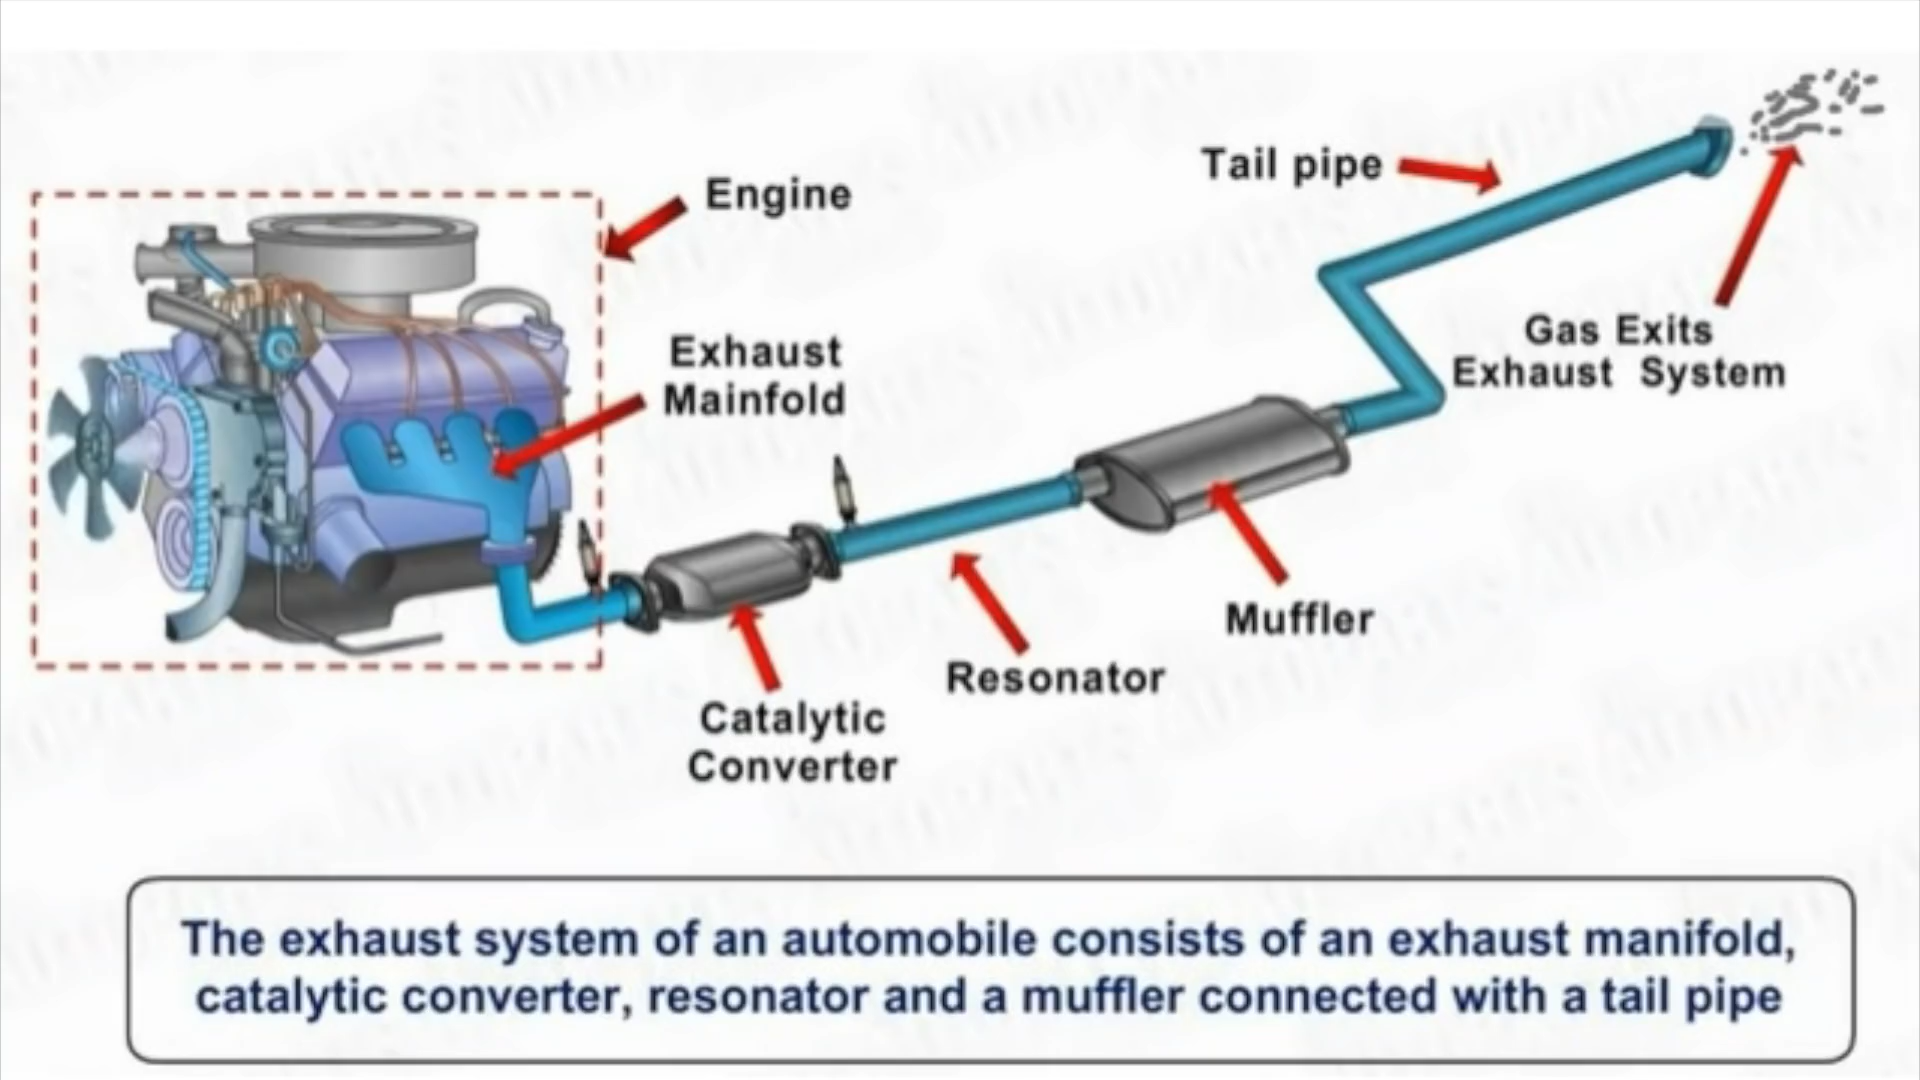 Engine
Exhaust
Mainfold
Tail pipe
Gas Exits
Exhaust System
Muffler
Resonator
Catalytic
Converter
The exhaust system of an automobile consists of an exhaust manifold,
catalytic converter, resonator and a muffler connected with a tail pipe